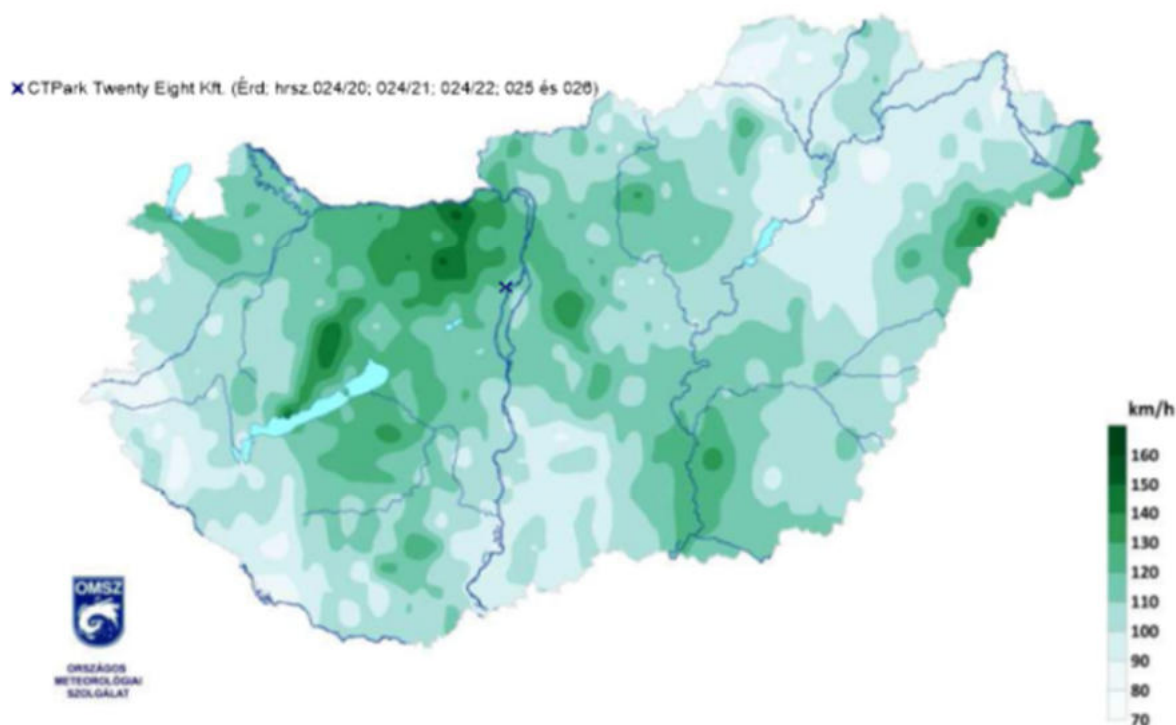 × CTPark Twenty Eight Kft. (Érd; hrsz.024/20; 024/21; 024/22; 025 és 026)
km/h
160
150
140
130
120
110
100
90
80
70
OMSZ
ORSZÁGOS
METEOROLÓGIAI
SZOLGÁLAT